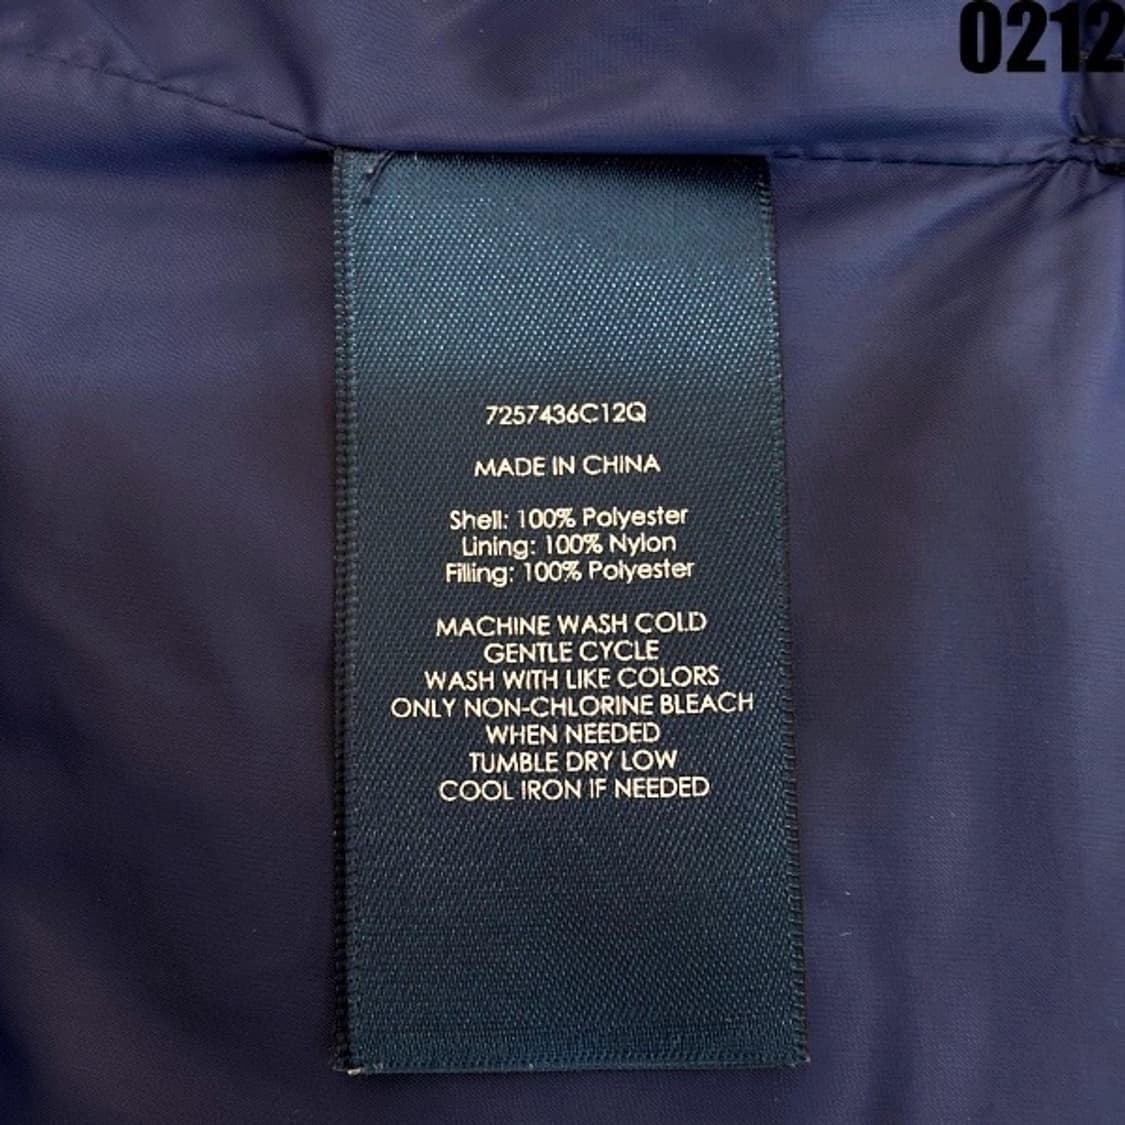 0212
7257436C12Q
MADE IN CHINA
Shell: 100% Polyester
Lining: 100% Nylon
Filling: 100% Polyester
MACHINE WASH COLD
GENTLE CYCLE
WASH WITH LIKE COLORS
ONLY NON-CHLORINE BLEACH
WHEN NEEDED
TUMBLE DRY LOW
COOL IRON IF NEEDED